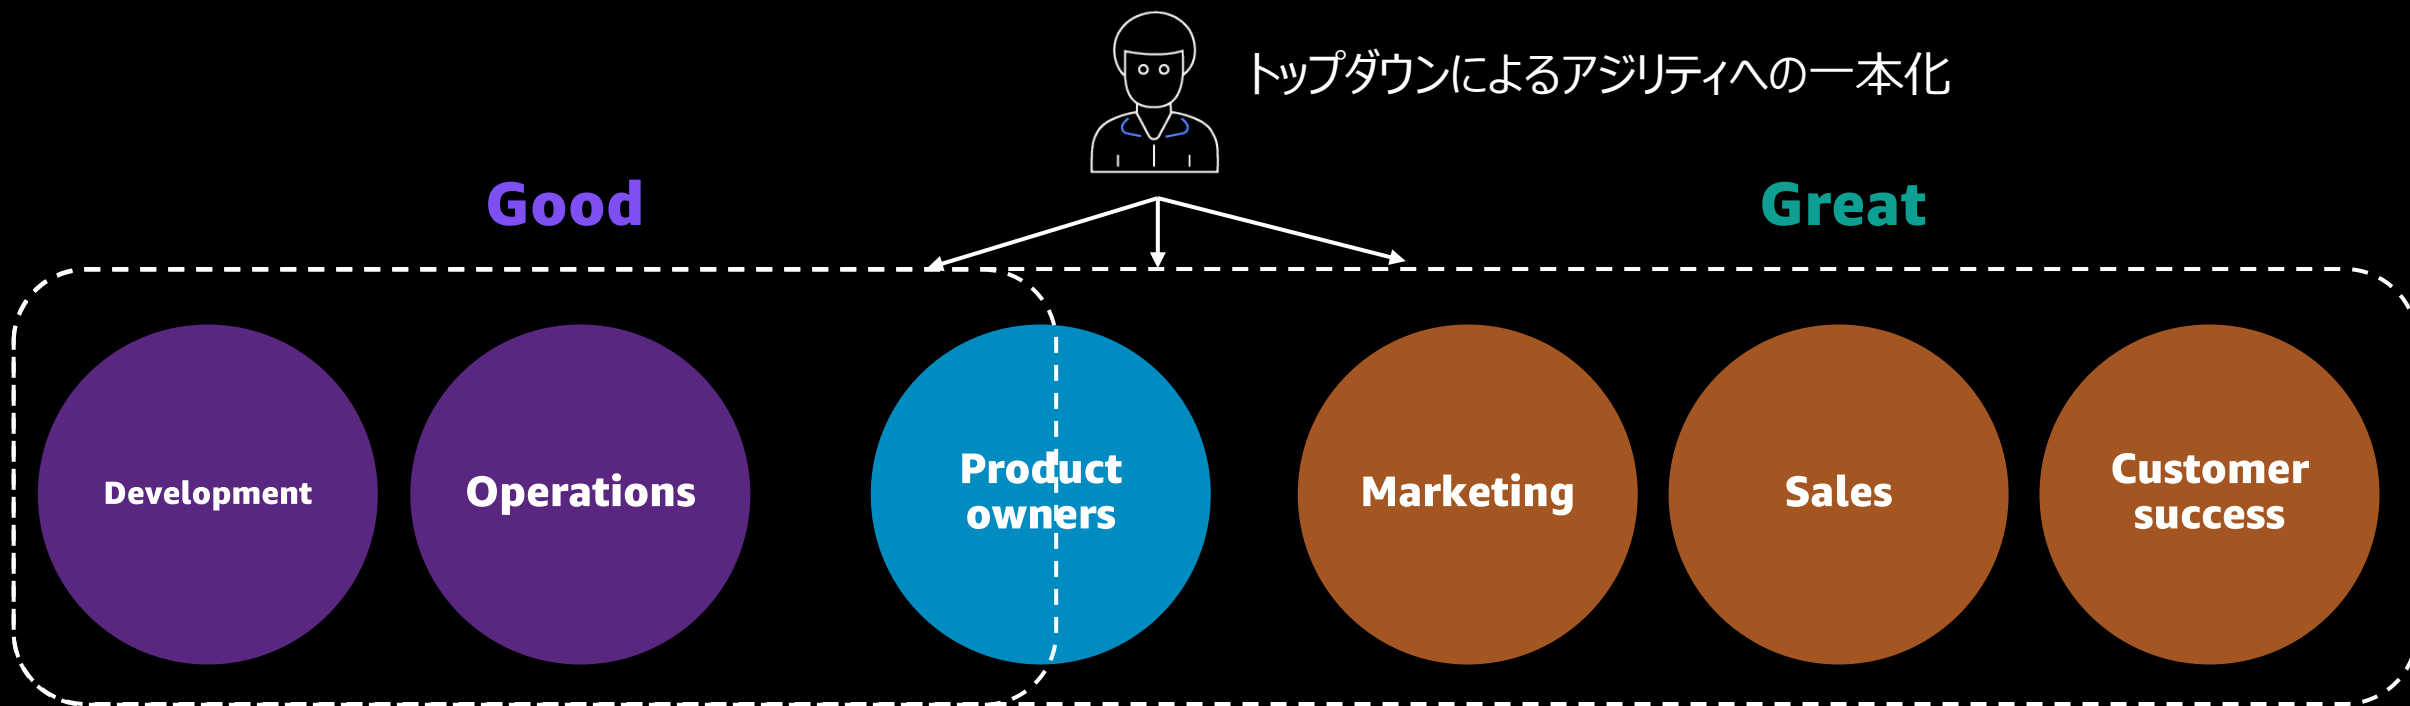 トップダウンによるアジリティへの一本化
Good
Great
Development
Operations
Product
owners
Marketing
Sales
Customer
success